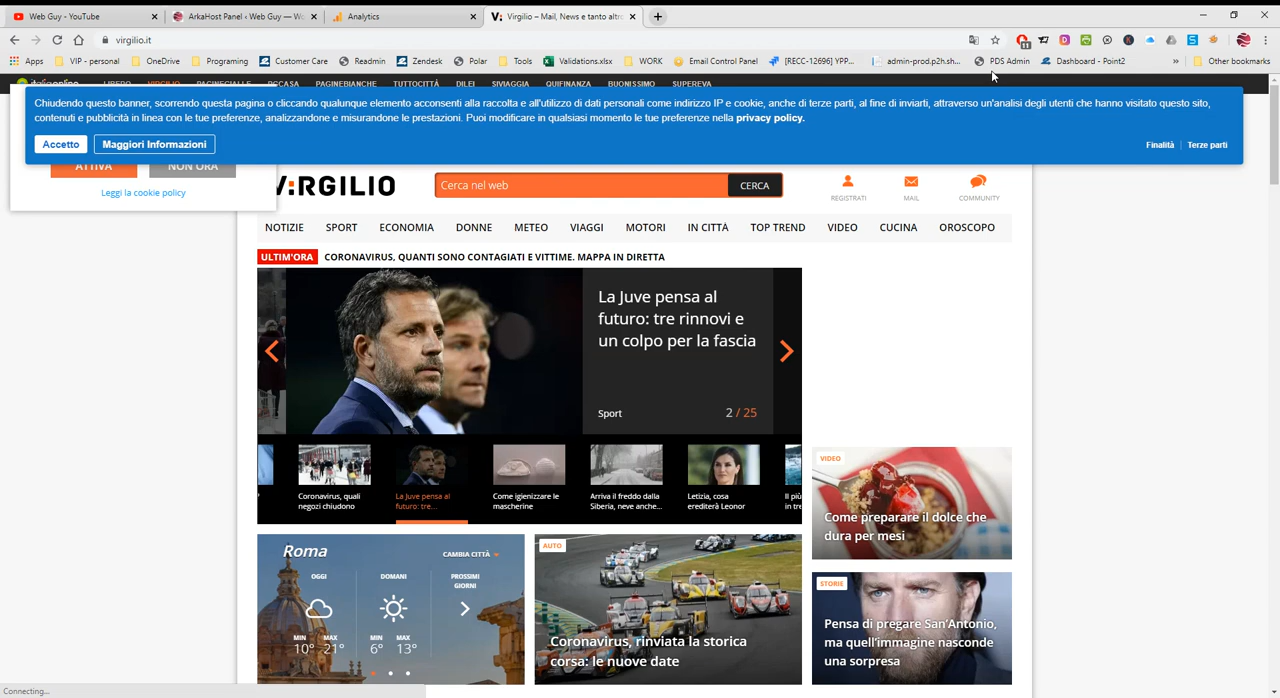 Web Guy - YouTube
ArkaHost Panel ‹ Web Guy — Wo
Analytics
Virgilio – Mail, News e tanto altro
virgilio.it
11
Apps
VIP - personal
OneDrive
Programing
Customer Care
Readmin
Zendesk
Polar
Tools
Validations.xlsx
WORK
Email Control Panel
[RECC-12696] YPP...
admin-prod.p2h.sh...
PDS Admin
Dashboard - Point2
»
Other bookmarks
italiaonline
LIBERO
VIRGILIO
PAGINEGIALLE
PGCASA
PAGINEBIANCHE
TUTTOCITTÀ
DILEI
SIVIAGGIA
QUIFINANZA
BUONISSIMO
SUPEREVA
Chiudendo questo banner, scorrendo questa pagina o cliccando qualunque elemento acconsenti alla raccolta e all'utilizzo di dati personali come indirizzo IP e cookie, anche di terze parti, al fine di inviarti, attraverso un'analisi degli utenti che hanno visitato questo sito,
contenuti e pubblicità in linea con le tue preferenze, analizzandone e misurandone le prestazioni. Puoi modificare in qualsiasi momento le tue preferenze nella privacy policy.
Accetto
Maggiori Informazioni
Finalità
Terze parti
ATTIVA
NON ORA
Leggi la cookie policy
VIRGILIO
Cerca nel web
CERCA
REGISTRATI
MAIL
COMMUNITY
NOTIZIE
SPORT
ECONOMIA
DONNE
METEO
VIAGGI
MOTORI
IN CITTÀ
TOP TREND
VIDEO
CUCINA
OROSCOPO
ULTIM'ORA
CORONAVIRUS, QUANTI SONO CONTAGIATI E VITTIME. MAPPA IN DIRETTA
La Juve pensa al
futuro: tre rinnovi e
un colpo per la fascia
Sport
2 / 25
Coronavirus, quali
negozi chiudono
La Juve pensa al
futuro: tre...
Come igienizzare le
mascherine
Arriva il freddo dalla
Siberia, neve anche...
Letizia, cosa
erediterà Leonor
Il più
in tre
VIDEO
Come preparare il dolce che
dura per mesi
Roma
CAMBIA CITTÀ
OGGI
DOMANI
PROSSIMI
GIORNI
MIN
MAX
10°
21°
MIN
MAX
6°
13°
AUTO
Coronavirus, rinviata la storica
corsa: le nuove date
STORIE
Pensa di pregare San'Antonio,
ma quell'immagine nasconde
una sorpresa
Connecting...